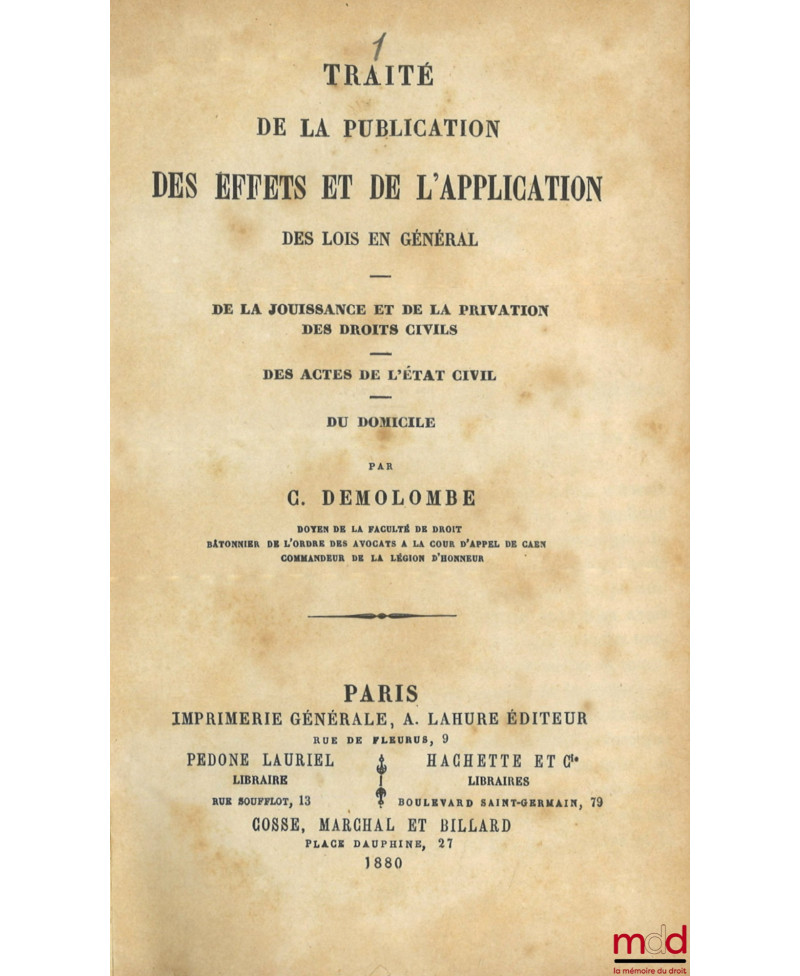 1
TRAITÉ
DE LA PUBLICATION
DES EFFETS ET DE L'APPLICATION
DES LOIS EN GÉNÉRAL
DE LA JOUISSANCE ET DE LA PRIVATION
DES DROITS CIVILS
DES ACTES DE L'ÉTAT CIVIL
DU DOMICILE
PAR
C. DEMOLOMBE
DOYEN DE LA FACULTÉ DE DROIT
BÂTONNIER DE L'ORDRE DES AVOCATS A LA COUR D'APPEL DE CAEN
COMMANDEUR DE LA LÉGION D'HONNEUR
PARIS
IMPRIMERIE GÉNÉRALE, A. LAHURE ÉDITEUR
RUE DE FLEURUS, 9
PEDONE LAURIEL
LIBRAIRE
RUE SOUFFLOT, 13
HACHETTE ET Cie
LIBRAIRES
BOULEVARD SAINT-GERMAIN, 79
COSSE, MARCHAL ET BILLARD
PLACE DAUPHINE, 27
1880
mdd
la mémoire du droit